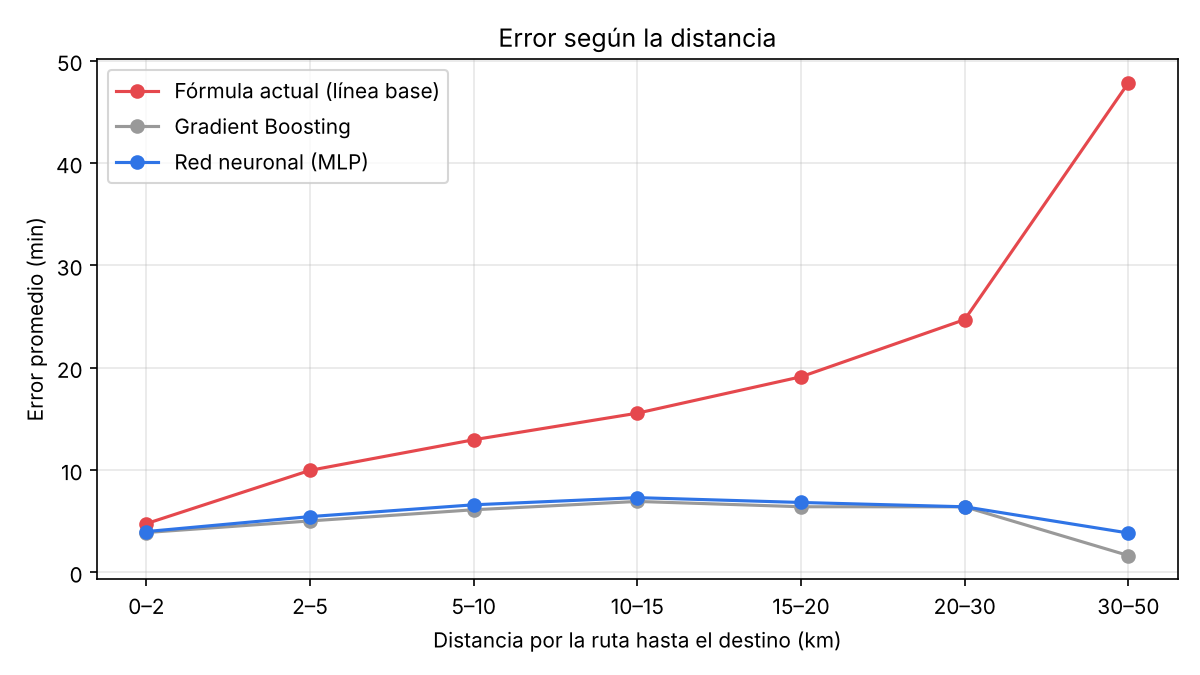 Error según la distancia
50
40
30
20
10
0
Error promedio (min)
Fórmula actual (línea base)
Gradient Boosting
Red neuronal (MLP)
0–2 2–5 5–10 10–15 15–20 20–30 30–50
Distancia por la ruta hasta el destino (km)